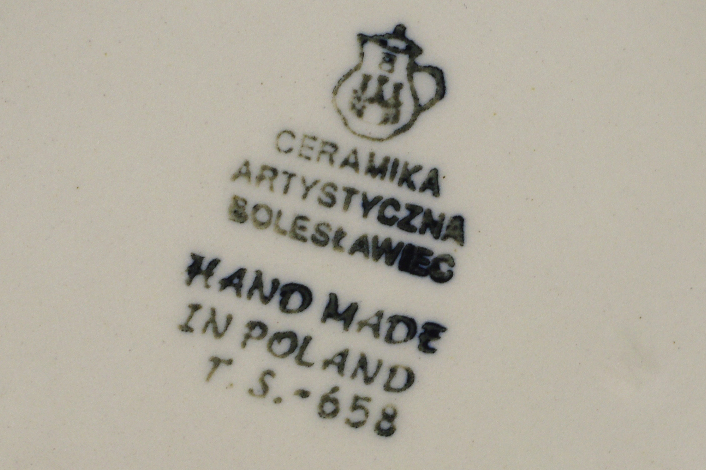 CERAMIKA
ARTYSTYCZNA
BOLESŁAWIEC
HAND MADE
IN POLAND
T. S.-658